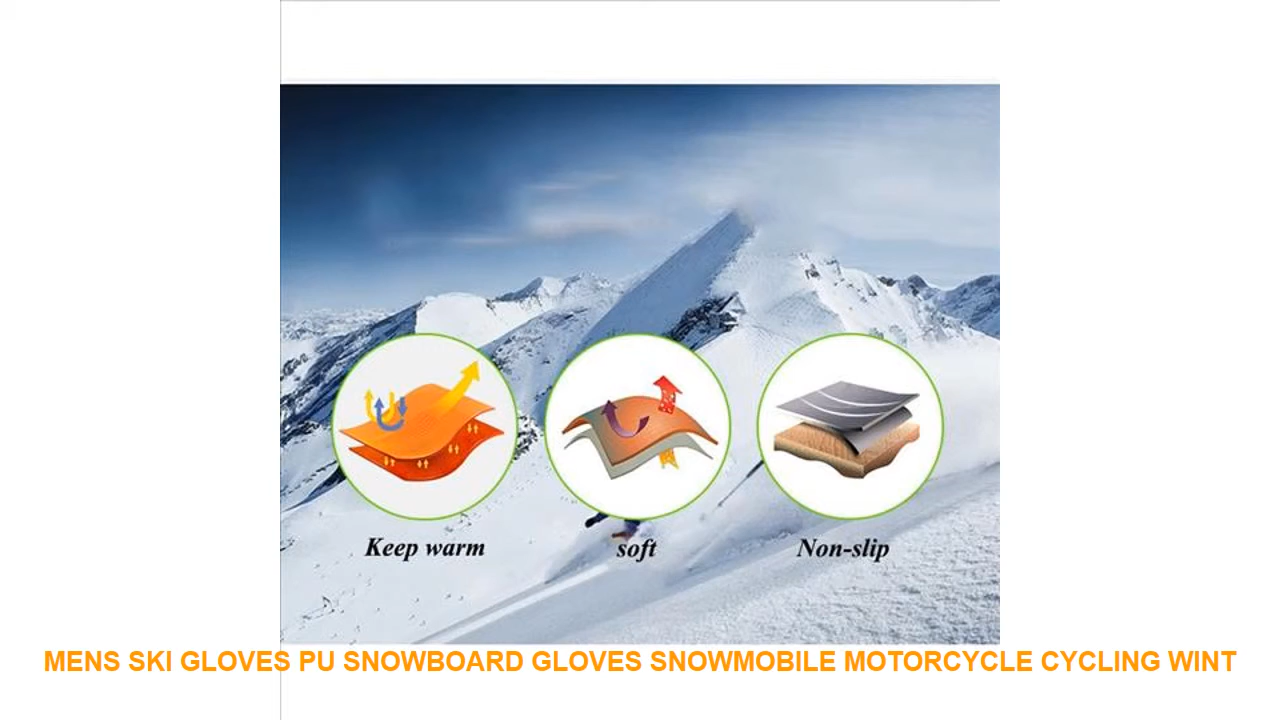 Keep warm
soft
Non-slip
MENS SKI GLOVES PU SNOWBOARD GLOVES SNOWMOBILE MOTORCYCLE CYCLING WINT